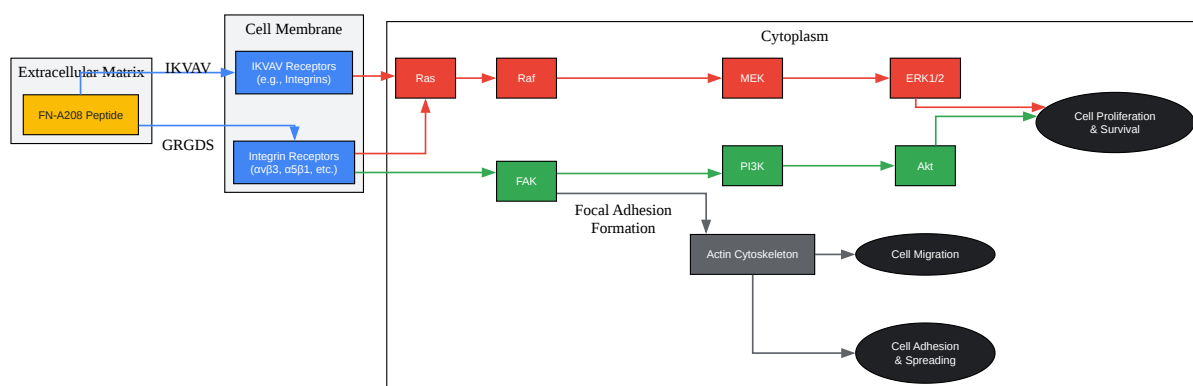 Extracellular Matrix
FN-A208 Peptide
IKVAV
GRGDS
Cell Membrane
IKVAV Receptors
(e.g., Integrins)
Integrin Receptors
(αvβ3, α5β1, etc.)
Cytoplasm
Ras
Raf
MEK
ERK1/2
Cell Proliferation
& Survival
FAK
PI3K
Akt
Focal Adhesion
Formation
Actin Cytoskeleton
Cell Migration
Cell Adhesion
& Spreading